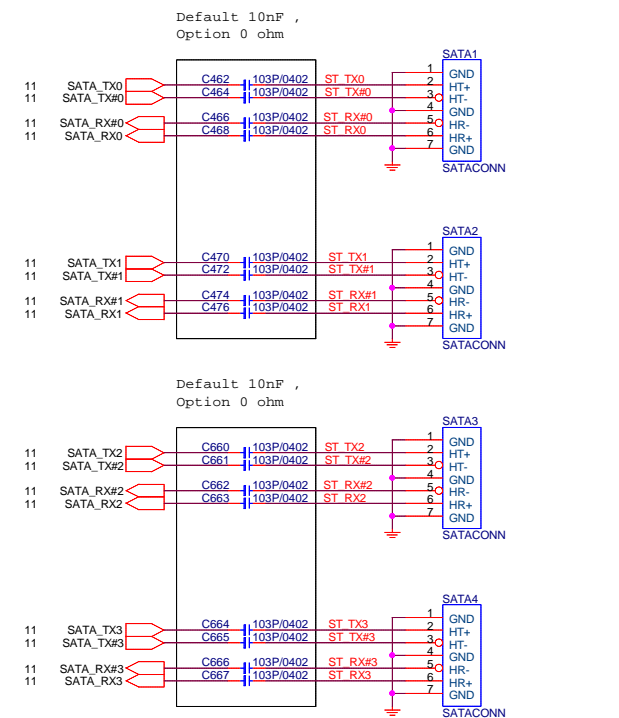 Default 10nF ,
Option 0 ohm
SATA1
11 SATA_TX0 C462 103P/0402 ST_TX0 1 GND
11 SATA_TX#0 C464 103P/0402 ST_TX#0 2 HT+
3 HT-
11 SATA_RX#0 C466 103P/0402 ST_RX#0 4 GND
11 SATA_RX0 C468 103P/0402 ST_RX0 5 HR-
6 HR+
7 GND
SATACONN
SATA2
11 SATA_TX1 C470 103P/0402 ST_TX1 1 GND
11 SATA_TX#1 C472 103P/0402 ST_TX#1 2 HT+
3 HT-
11 SATA_RX#1 C474 103P/0402 ST_RX#1 4 GND
11 SATA_RX1 C476 103P/0402 ST_RX1 5 HR-
6 HR+
7 GND
SATACONN
Default 10nF ,
Option 0 ohm
SATA3
11 SATA_TX2 C660 103P/0402 ST_TX2 1 GND
11 SATA_TX#2 C661 103P/0402 ST_TX#2 2 HT+
3 HT-
11 SATA_RX#2 C662 103P/0402 ST_RX#2 4 GND
11 SATA_RX2 C663 103P/0402 ST_RX2 5 HR-
6 HR+
7 GND
SATACONN
SATA4
11 SATA_TX3 C664 103P/0402 ST_TX3 1 GND
11 SATA_TX#3 C665 103P/0402 ST_TX#3 2 HT+
3 HT-
11 SATA_RX#3 C666 103P/0402 ST_RX#3 4 GND
11 SATA_RX3 C667 103P/0402 ST_RX3 5 HR-
6 HR+
7 GND
SATACONN